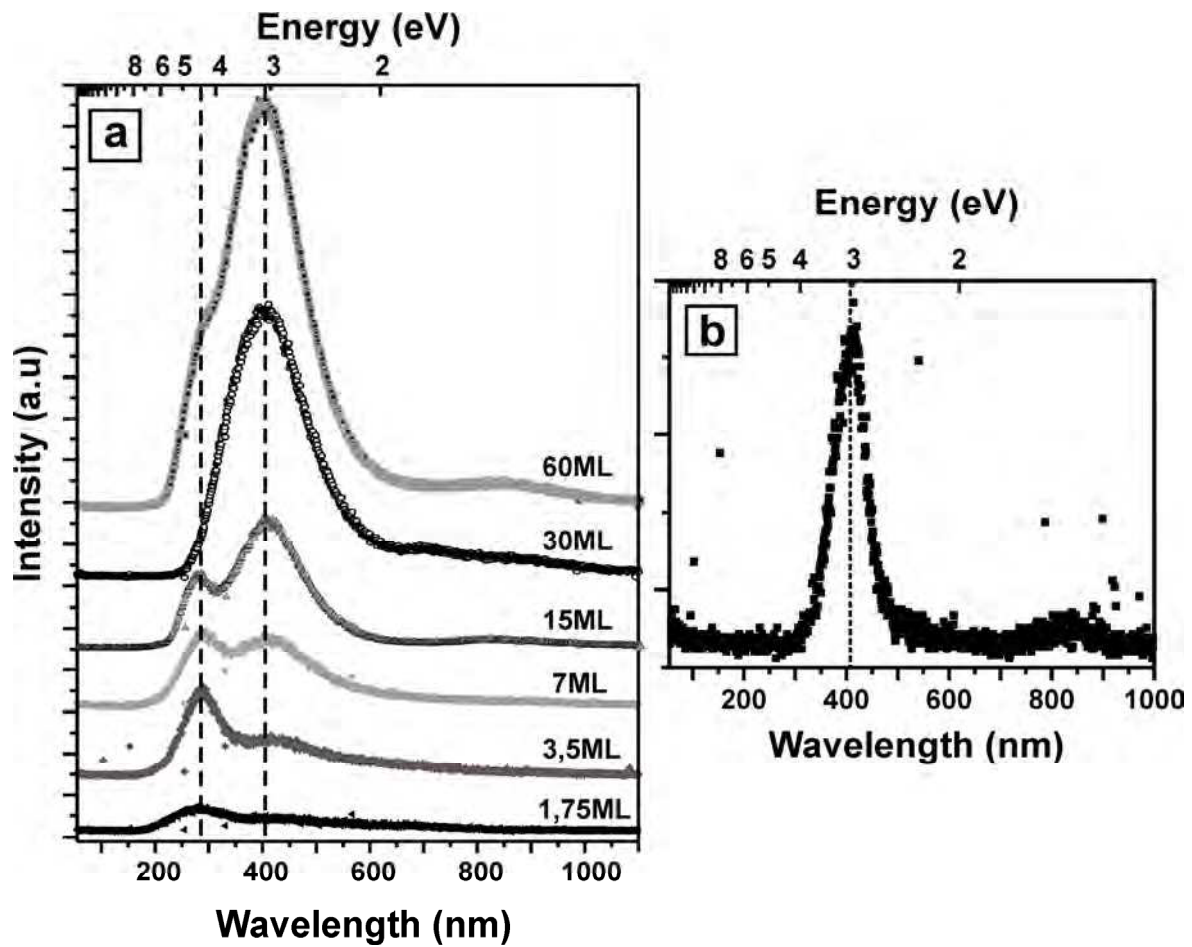 Energy (eV)
8 6 5 4 3 2
a
60ML
30ML
15ML
7ML
3,5ML
1,75ML
Intensity (a.u)
200 400 600 800 1000
Wavelength (nm)
Energy (eV)
8 6 5 4 3 2
b
200 400 600 800 1000
Wavelength (nm)